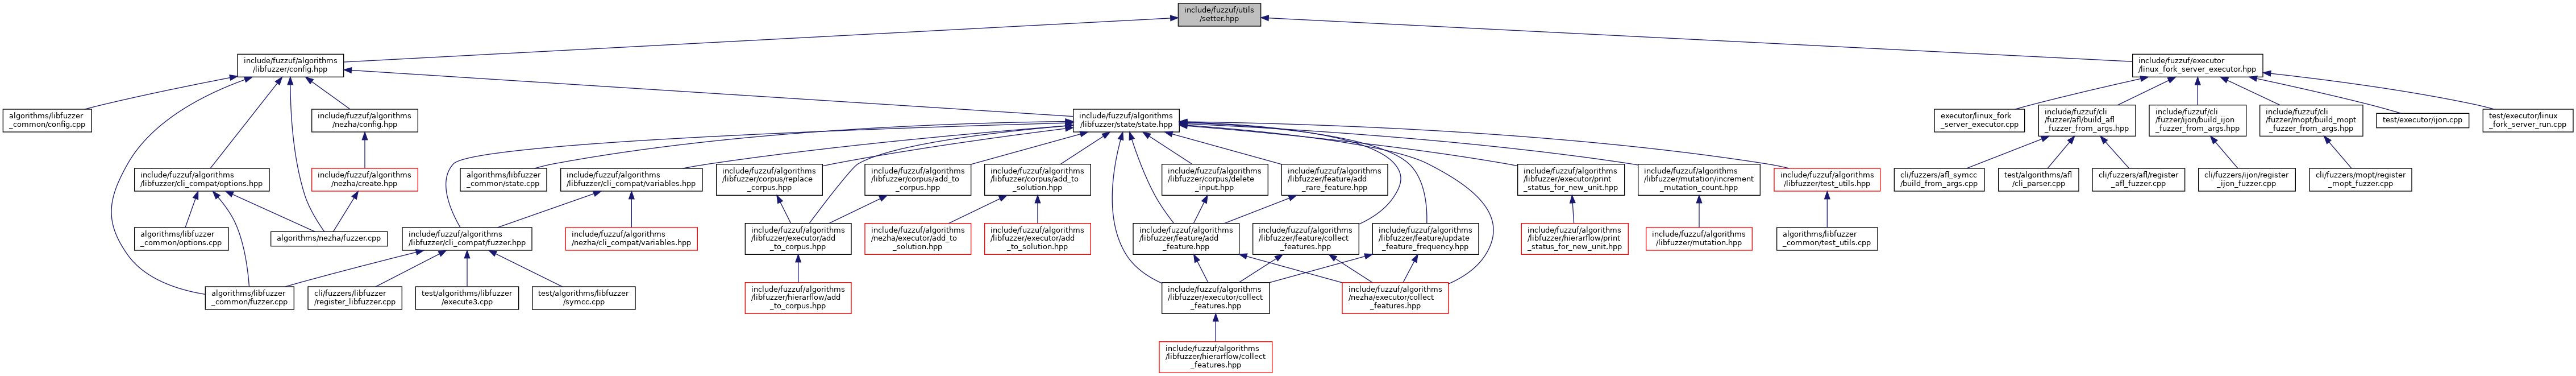 include/fuzzuf/utils
/setter.hpp
include/fuzzuf/algorithms
/libfuzzer/config.hpp
include/fuzzuf/executor
/linux_fork_server_executor.hpp
algorithms/libfuzzer
_common/config.cpp
include/fuzzuf/algorithms
/nezha/config.hpp
include/fuzzuf/algorithms
/libfuzzer/state/state.hpp
executor/linux_fork
_server_executor.cpp
include/fuzzuf/cli
/fuzzer/afl/build_afl
_fuzzer_from_args.hpp
include/fuzzuf/cli
/fuzzer/ijon/build_ijon
_fuzzer_from_args.hpp
include/fuzzuf/cli
/fuzzer/mopt/build_mopt
_fuzzer_from_args.hpp
test/executor/ijon.cpp
test/executor/linux
_fork_server_run.cpp
include/fuzzuf/algorithms
/libfuzzer/cli_compat/options.hpp
include/fuzzuf/algorithms
/nezha/create.hpp
algorithms/libfuzzer
_common/state.cpp
include/fuzzuf/algorithms
/libfuzzer/cli_compat/variables.hpp
include/fuzzuf/algorithms
/libfuzzer/corpus/replace
_corpus.hpp
include/fuzzuf/algorithms
/libfuzzer/corpus/add_to
_corpus.hpp
include/fuzzuf/algorithms
/libfuzzer/corpus/add_to
_solution.hpp
include/fuzzuf/algorithms
/libfuzzer/corpus/delete
_input.hpp
include/fuzzuf/algorithms
/libfuzzer/feature/add
_rare_feature.hpp
include/fuzzuf/algorithms
/libfuzzer/executor/print
_status_for_new_unit.hpp
include/fuzzuf/algorithms
/libfuzzer/mutation/increment
_mutation_count.hpp
include/fuzzuf/algorithms
/libfuzzer/test_utils.hpp
cli/fuzzers/afl_symcc
/build_from_args.cpp
test/algorithms/afl
/cli_parser.cpp
cli/fuzzers/afl/register
_afl_fuzzer.cpp
cli/fuzzers/ijon/register
_ijon_fuzzer.cpp
cli/fuzzers/mopt/register
_mopt_fuzzer.cpp
algorithms/libfuzzer
_common/options.cpp
algorithms/nezha/fuzzer.cpp
include/fuzzuf/algorithms
/libfuzzer/cli_compat/fuzzer.hpp
include/fuzzuf/algorithms
/nezha/cli_compat/variables.hpp
include/fuzzuf/algorithms
/libfuzzer/executor/add
_to_corpus.hpp
include/fuzzuf/algorithms
/nezha/executor/add_to
_solution.hpp
include/fuzzuf/algorithms
/libfuzzer/executor/add
_to_solution.hpp
include/fuzzuf/algorithms
/libfuzzer/feature/add
_feature.hpp
include/fuzzuf/algorithms
/libfuzzer/feature/collect
_features.hpp
include/fuzzuf/algorithms
/libfuzzer/feature/update
_feature_frequency.hpp
include/fuzzuf/algorithms
/libfuzzer/hierarflow/print
_status_for_new_unit.hpp
include/fuzzuf/algorithms
/libfuzzer/mutation.hpp
algorithms/libfuzzer
_common/test_utils.cpp
algorithms/libfuzzer
_common/fuzzer.cpp
cli/fuzzers/libfuzzer
/register_libfuzzer.cpp
test/algorithms/libfuzzer
/execute3.cpp
test/algorithms/libfuzzer
/symcc.cpp
include/fuzzuf/algorithms
/libfuzzer/hierarflow/add
_to_corpus.hpp
include/fuzzuf/algorithms
/libfuzzer/executor/collect
_features.hpp
include/fuzzuf/algorithms
/nezha/executor/collect
_features.hpp
include/fuzzuf/algorithms
/libfuzzer/hierarflow/collect
_features.hpp